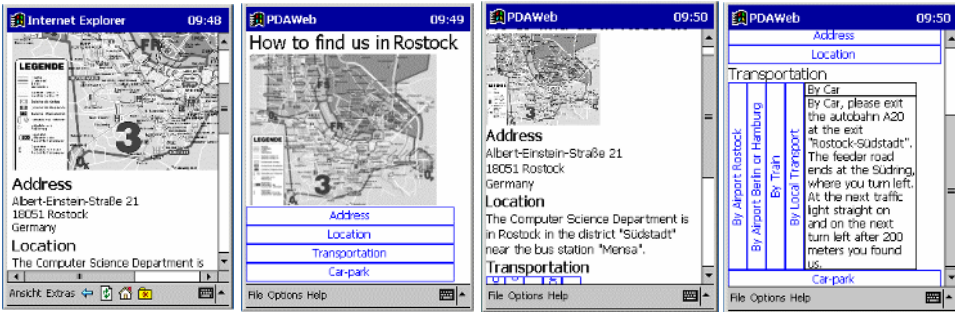 Internet Explorer 09:48
LEGENDE
3
Address
Albert-Einstein-Straße 21
18051 Rostock
Germany
Location
The Computer Science Department is
Ansicht Extras
PDAWeb 09:49
How to find us in Rostock
LEGENDE
3
Address
Location
Transportation
Car-park
File Options Help
PDAWeb 09:50
3
Address
Albert-Einstein-Straße 21
18051 Rostock
Germany
Location
The Computer Science Department is
in Rostock in the district "Südstadt"
near the bus station "Mensa".
Transportation
File Options Help
PDAWeb 09:50
Address
Location
Transportation
By Airport Rostock
By Airport Berlin or Hamburg
By Train
By Local Transport
By Car
By Car, please exit
the autobahn A20
at the exit
"Rostock-Südstadt".
The feeder road
ends at the Südring,
where you turn left.
At the next traffic
light straight on
and on the next
turn left after 200
meters you found
us.
Car-park
File Options Help